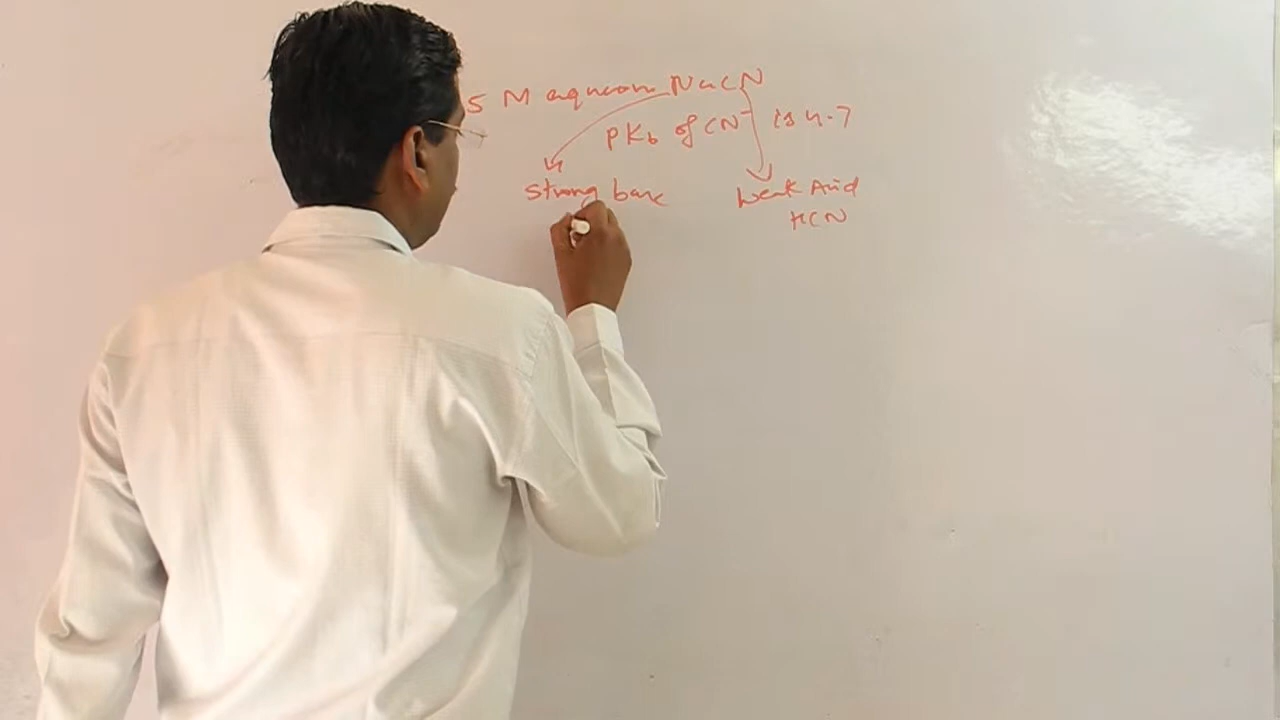 5 M aqueous NaCN
pKb of CN⁻ is 4.7
Strong base
Weak Acid
HCN